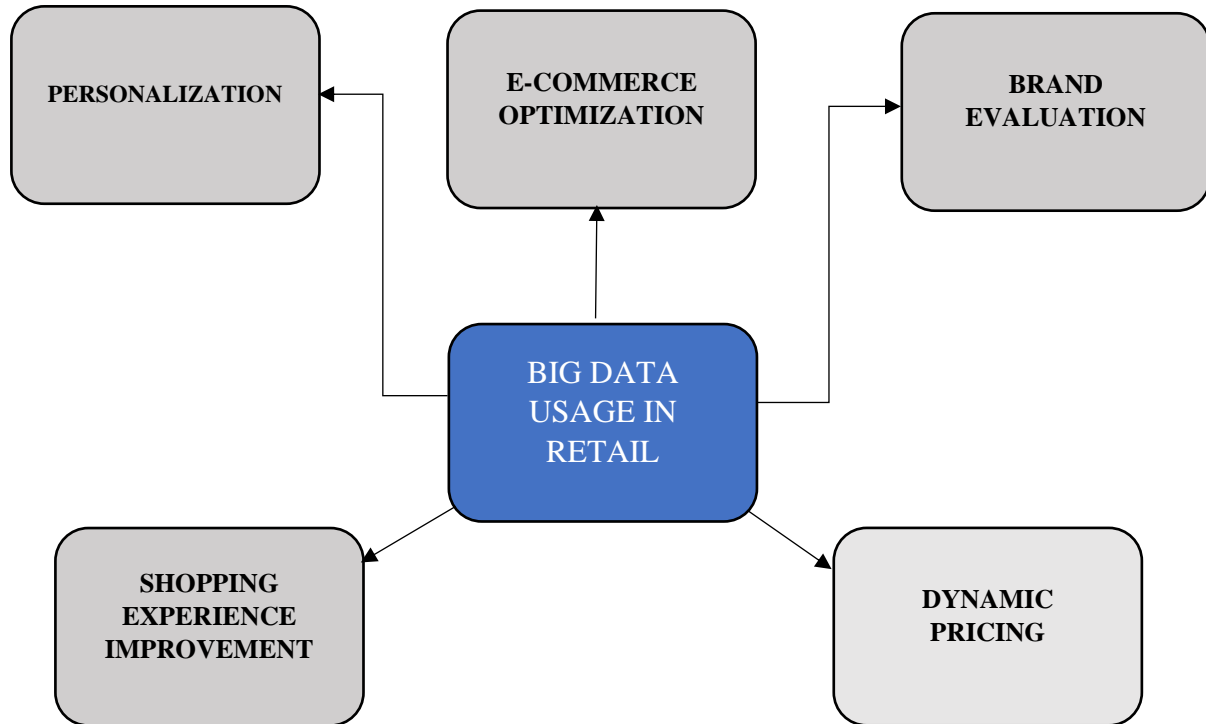 PERSONALIZATION
E-COMMERCE
OPTIMIZATION
BRAND
EVALUATION
BIG DATA
USAGE IN
RETAIL
SHOPPING
EXPERIENCE
IMPROVEMENT
DYNAMIC
PRICING